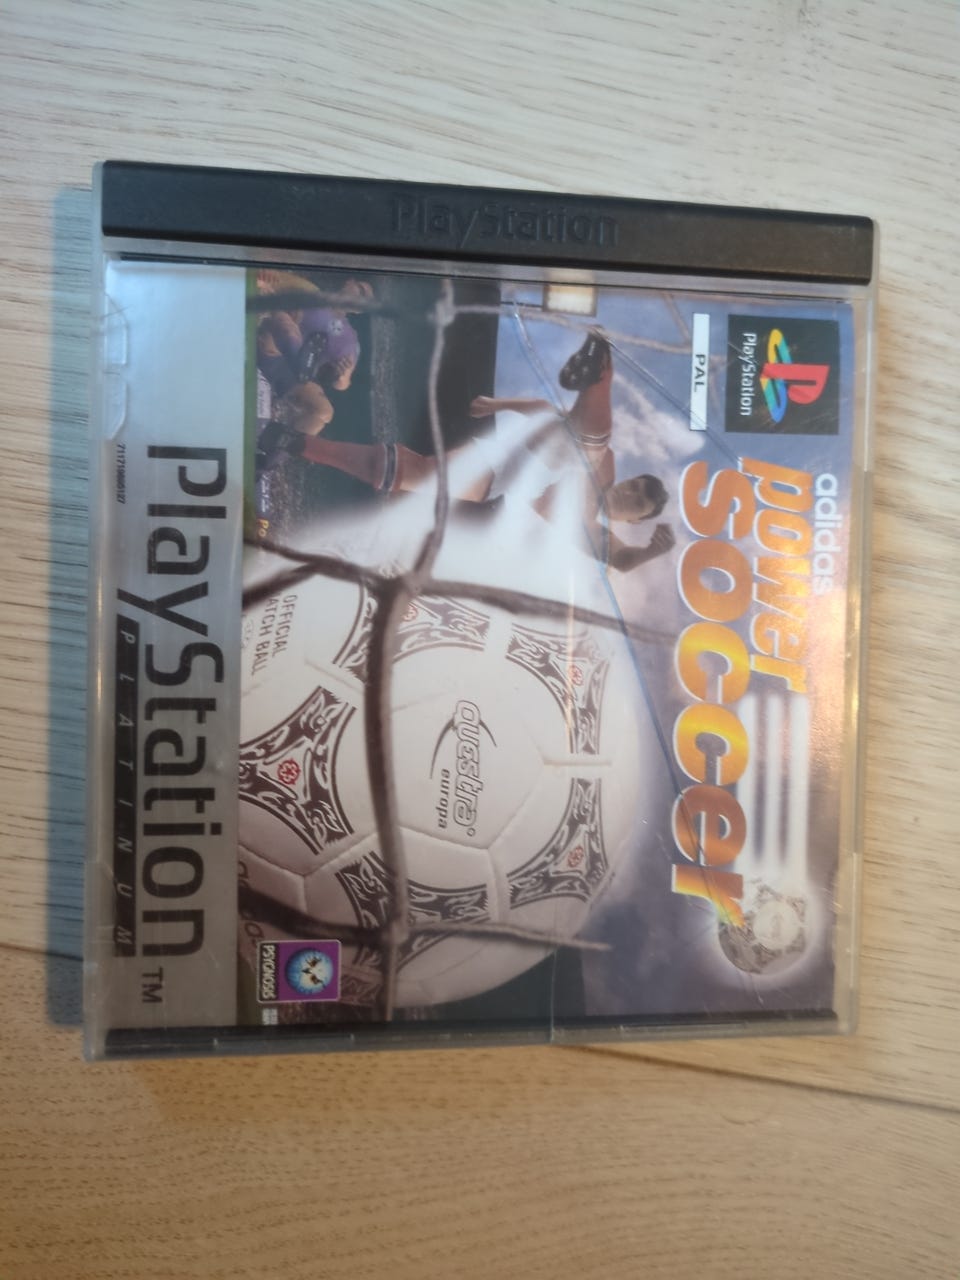 PlayStation
PlayStation
PAL
adidas
power
soccer
OFFICIAL
MATCH BALL
questra
europa
PSYGNOSIS
PlayStation TM
PLATINUM